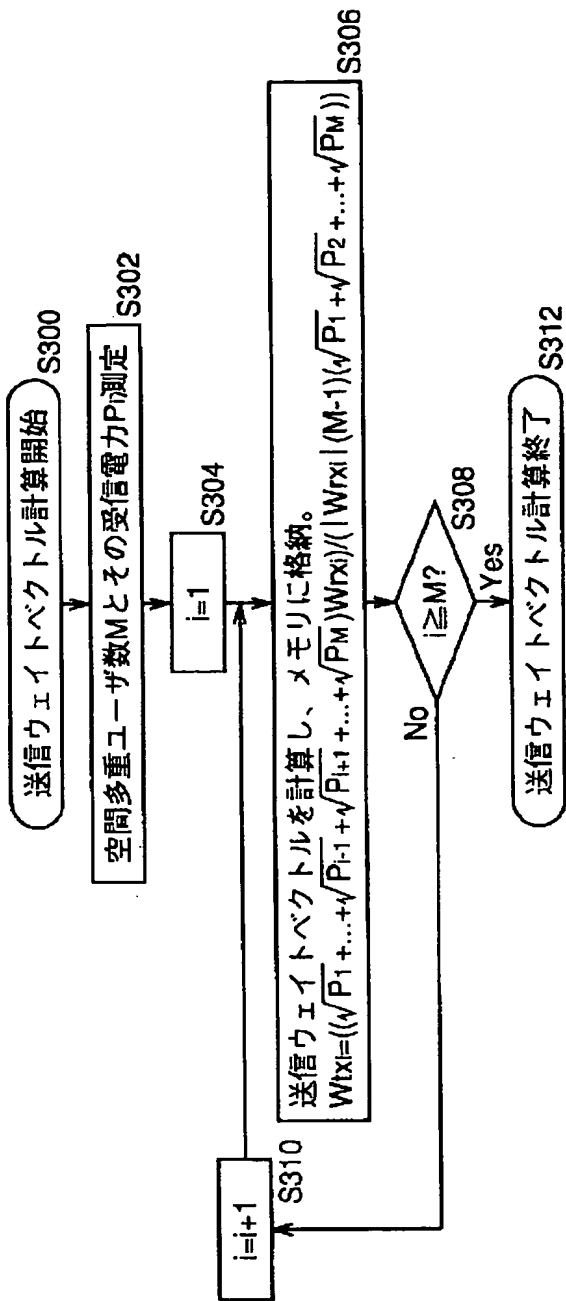 送信ウェイトベクトル計算開始
S300
空間多重ユーザ数Mとその受信電力Pi測定
S302
i=1
S304
送信ウェイトベクトルを計算し、メモリに格納。
Wtxi=((√P1+...+√Pi-1+√Pi+1+...+√PM)Wrxi)/(|Wrxi|(M-1)(√P1+√P2+...+√PM))
S306
i≧M?
S308
No
Yes
i=i+1
S310
送信ウェイトベクトル計算終了
S312